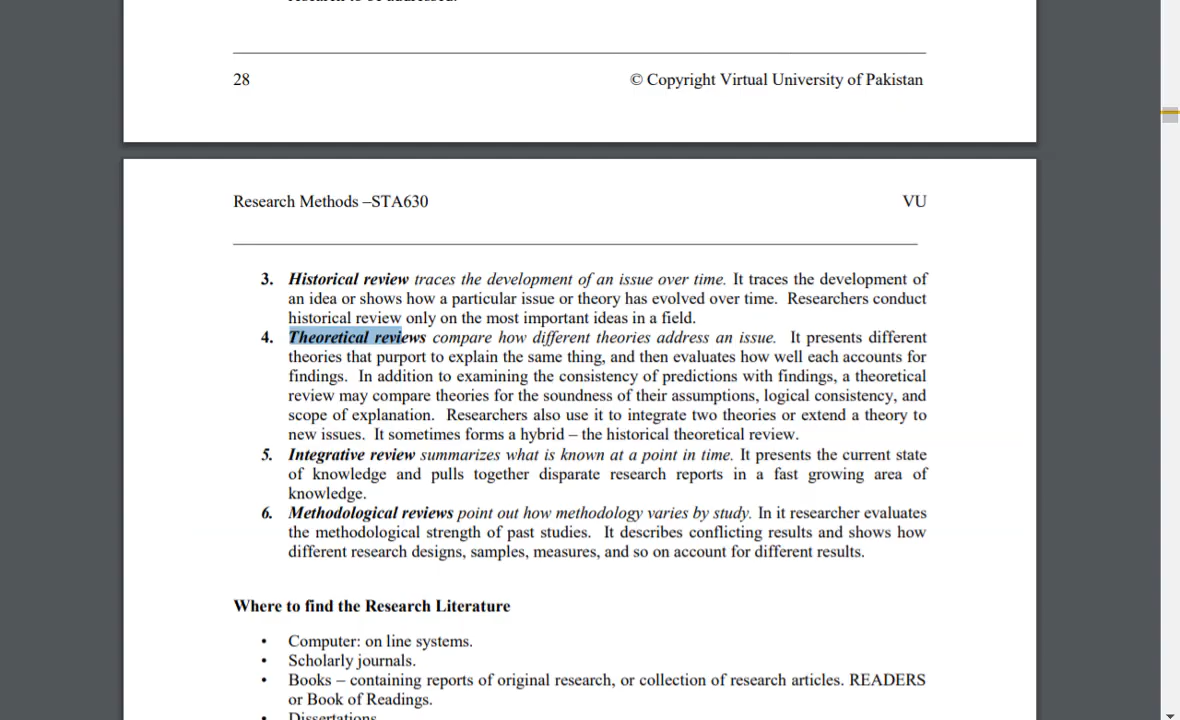 28
© Copyright Virtual University of Pakistan
Research Methods –STA630
VU
3. Historical review traces the development of an issue over time. It traces the development of
an idea or shows how a particular issue or theory has evolved over time. Researchers conduct
historical review only on the most important ideas in a field.
4. Theoretical reviews compare how different theories address an issue. It presents different
theories that purport to explain the same thing, and then evaluates how well each accounts for
findings. In addition to examining the consistency of predictions with findings, a theoretical
review may compare theories for the soundness of their assumptions, logical consistency, and
scope of explanation. Researchers also use it to integrate two theories or extend a theory to
new issues. It sometimes forms a hybrid – the historical theoretical review.
5. Integrative review summarizes what is known at a point in time. It presents the current state
of knowledge and pulls together disparate research reports in a fast growing area of
knowledge.
6. Methodological reviews point out how methodology varies by study. In it researcher evaluates
the methodological strength of past studies. It describes conflicting results and shows how
different research designs, samples, measures, and so on account for different results.
Where to find the Research Literature
• Computer: on line systems.
• Scholarly journals.
• Books – containing reports of original research, or collection of research articles. READERS
or Book of Readings.
• Dissertations